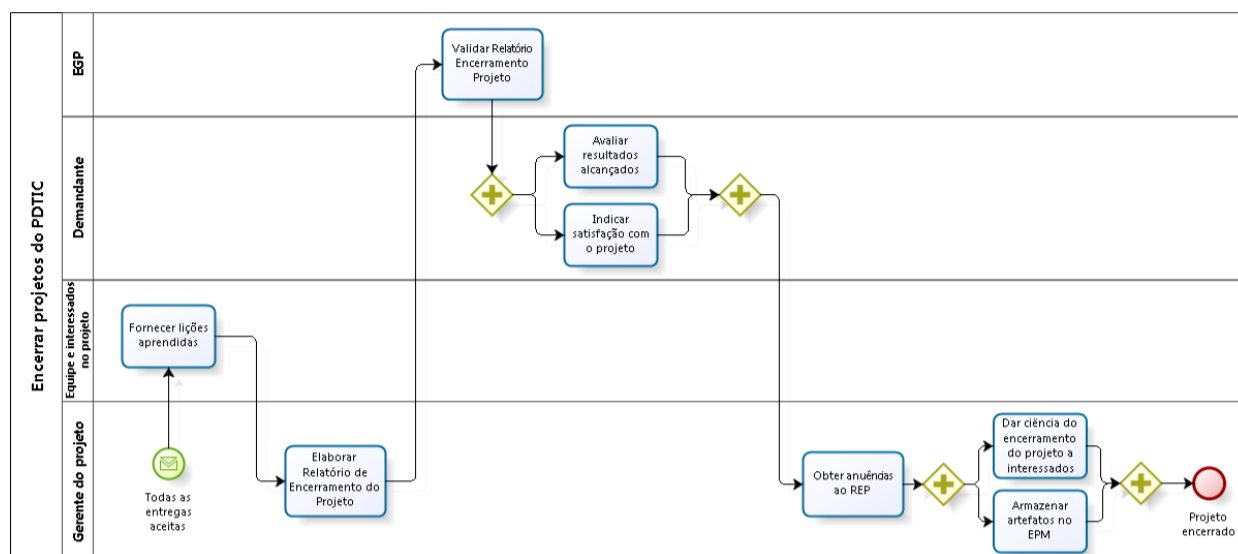 Encerrar projetos do PDTIC
EGP
Validar Relatório
Encerramento
Projeto
Demandante
Avaliar
resultados
alcançados
Indicar
satisfação com
o projeto
Equipe e interessados
no projeto
Fornecer lições
aprendidas
Gerente do projeto
Todas as
entregas
aceitas
Elaborar
Relatório de
Encerramento do
Projeto
Obter anuências
ao REP
Dar ciência do
encerramento
do projeto a
interessados
Armazenar
artefatos no
EPM
Projeto
encerrado